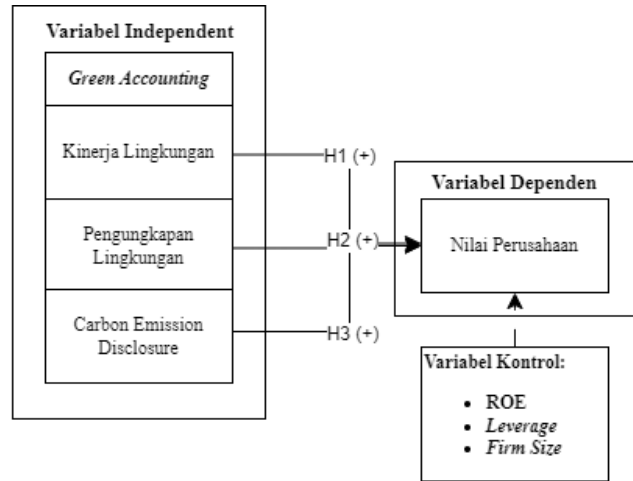 Variabel Independent
Green Accounting
Kinerja Lingkungan
Pengungkapan
Lingkungan
Carbon Emission
Disclosure
H1 (+)
H2 (+)
H3 (+)
Variabel Dependen
Nilai Perusahaan
Variabel Kontrol:
• ROE
• Leverage
• Firm Size